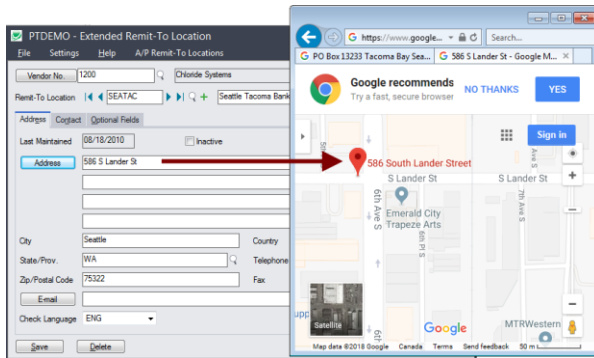 PTDEMO - Extended Remit-To Location
File Settings Help A/P Remit-To Locations
Vendor No. 1200 Chloride Systems
Remit-To Location SEATAC Seattle Tacoma Bank
Address Contact Optional Fields
Last Maintained 08/18/2010 Inactive
Address 586 S Lander St
City Seattle Country
State/Prov. WA Telephone
Zip/Postal Code 75322 Fax
E-mail
Check Language ENG
Save Delete
https://www.google... Search...
PO Box 13233 Tacoma Bay Sea... 586 S Lander St - Google M...
Google recommends
Try a fast, secure browser
NO THANKS YES
Sign in
586 South Lander Street
S Lander St S Lander St
6th Ave S
Emerald City
Trapeze Arts
6th Pl S
7th Ave S
Ave S
Satellite
Google
MTRWestern
6th
Map data ©2018 Google Canada Terms Send feedback 50 m